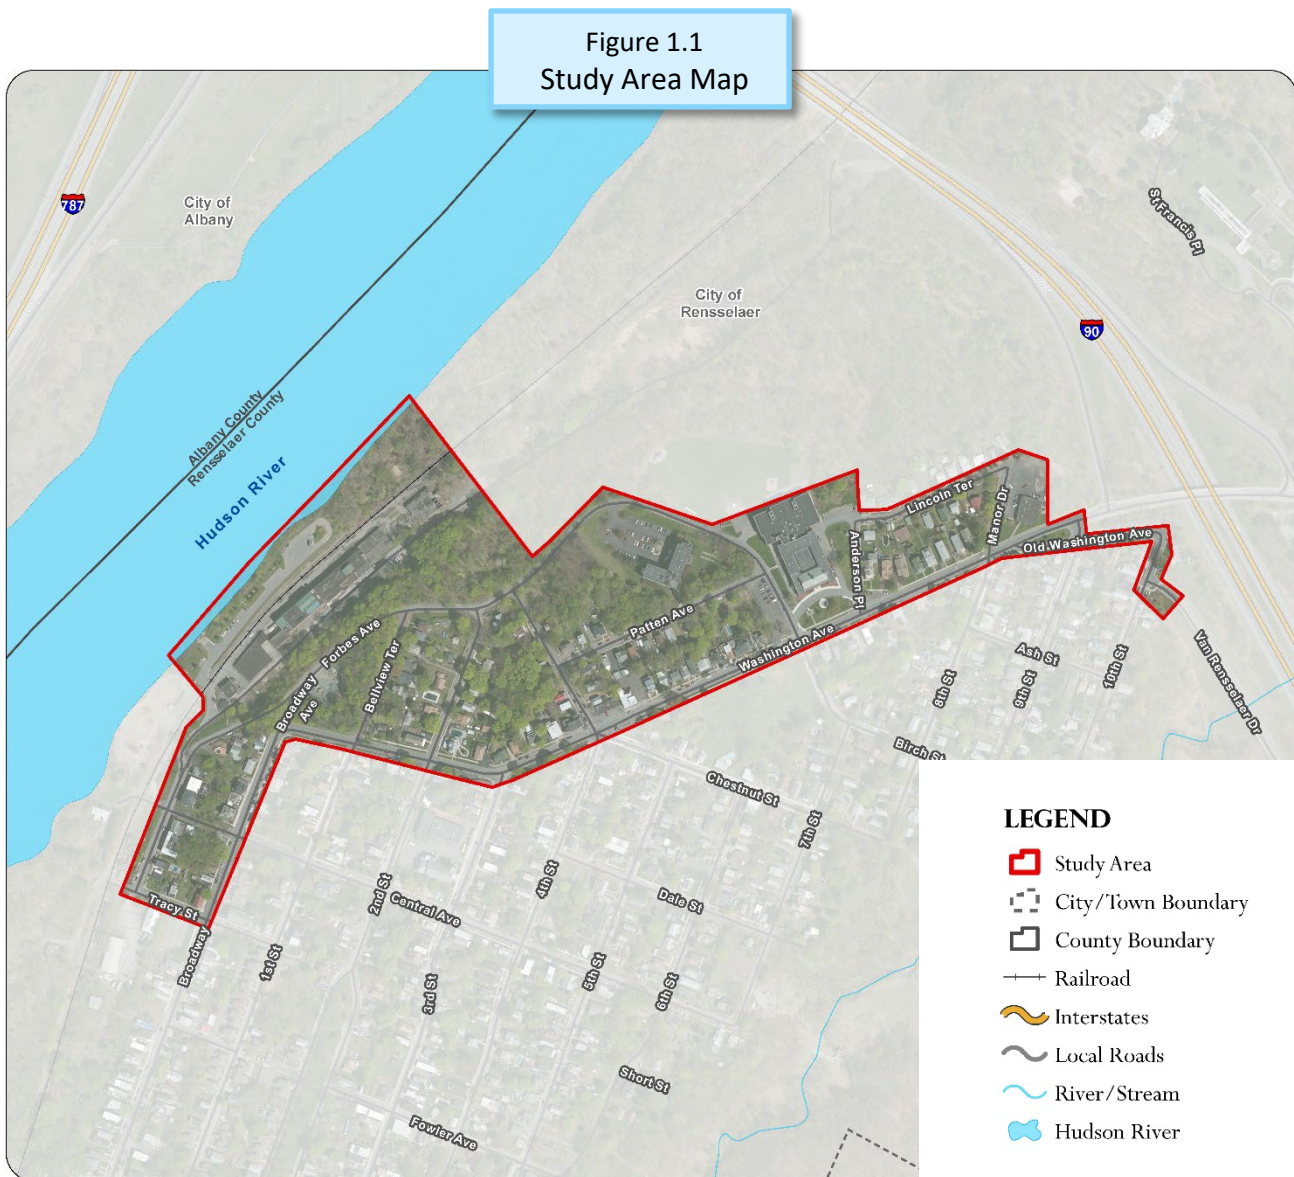 Figure 1.1
Study Area Map
787
City of
Albany
St Francis Pl
City of
Rensselaer
90
Albany County
Rensselaer County
Hudson River
Lincoln Ter
Manor Dr
Anderson Pl
Old Washington Ave
Patten Ave
Washington Ave
Forbes Ave
Bellview Ter
Broadway
Ave
Ash St
8th St
9th St
10th St
Van Rensselaer Dr
Birch St
Chestnut St
7th St
4th St
2nd St
Central Ave
Dale St
Tracy St
Broadway
1st St
3rd St
5th St
6th St
Short St
Fowler Ave
LEGEND
Study Area
City/Town Boundary
County Boundary
Railroad
Interstates
Local Roads
River/Stream
Hudson River